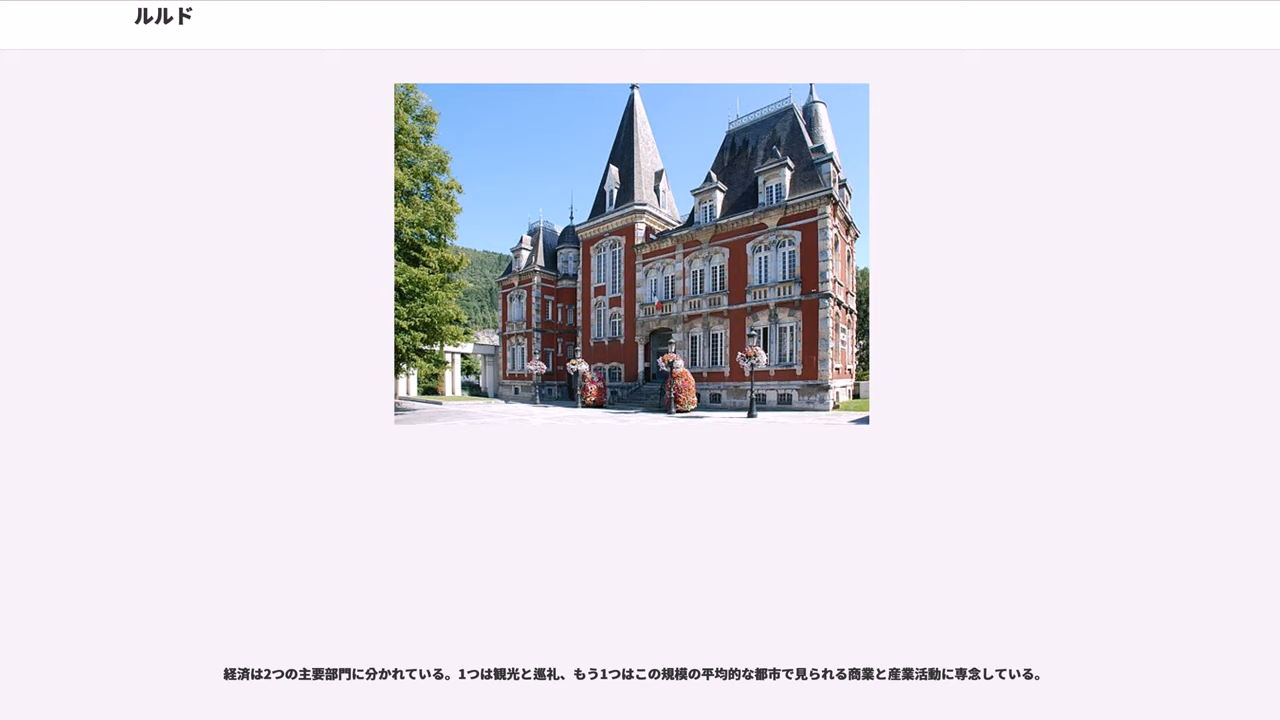 ルルド
経済は2つの主要部門に分かれている。1つは観光と巡礼、もう1つはこの規模の平均的な都市で見られる商業と産業活動に専念している。